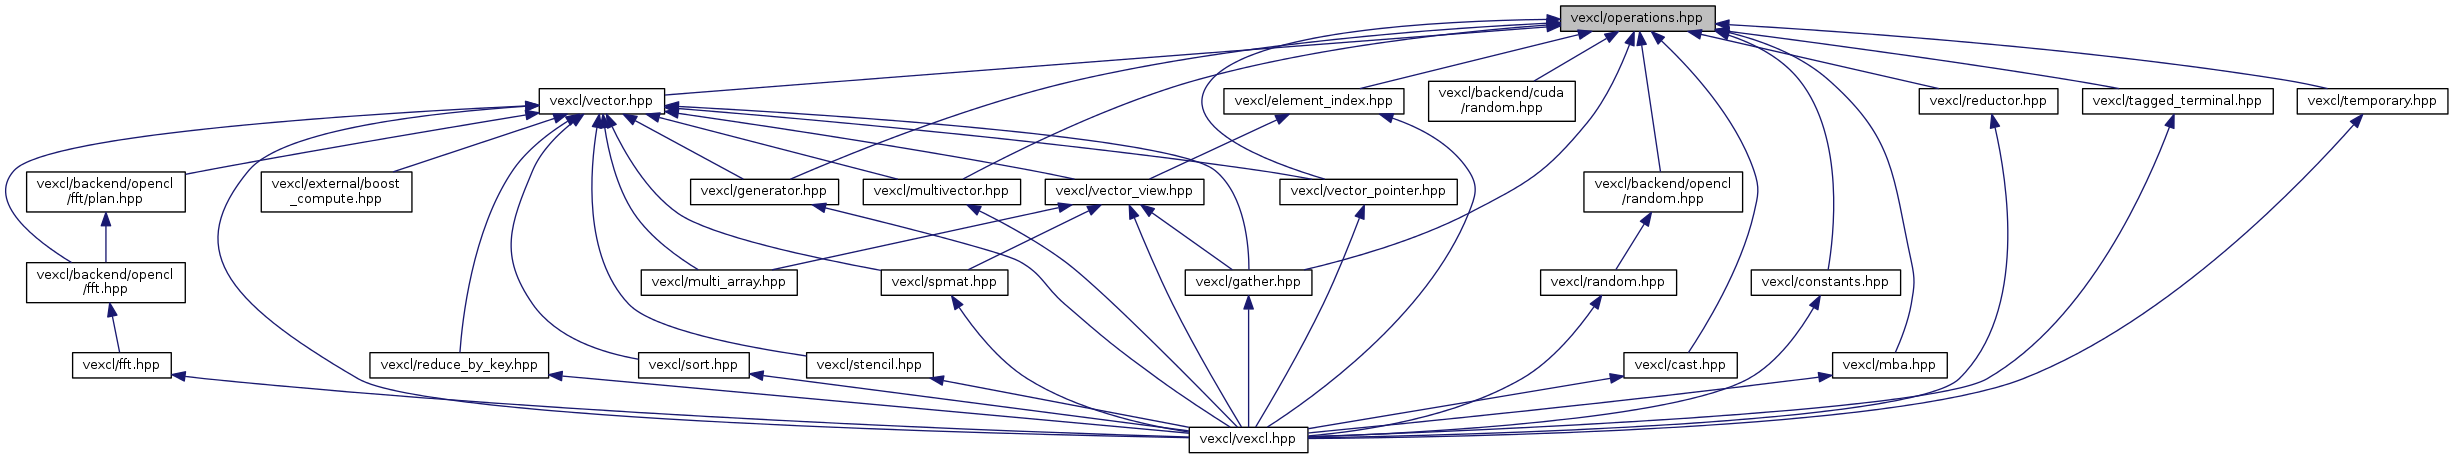 vexcl/operations.hpp
vexcl/vector.hpp
vexcl/element_index.hpp
vexcl/backend/cuda
/random.hpp
vexcl/reductor.hpp
vexcl/tagged_terminal.hpp
vexcl/temporary.hpp
vexcl/backend/opencl
/fft/plan.hpp
vexcl/external/boost
_compute.hpp
vexcl/generator.hpp
vexcl/multivector.hpp
vexcl/vector_view.hpp
vexcl/vector_pointer.hpp
vexcl/backend/opencl
/random.hpp
vexcl/backend/opencl
/fft.hpp
vexcl/multi_array.hpp
vexcl/spmat.hpp
vexcl/gather.hpp
vexcl/random.hpp
vexcl/constants.hpp
vexcl/fft.hpp
vexcl/reduce_by_key.hpp
vexcl/sort.hpp
vexcl/stencil.hpp
vexcl/cast.hpp
vexcl/mba.hpp
vexcl/vexcl.hpp